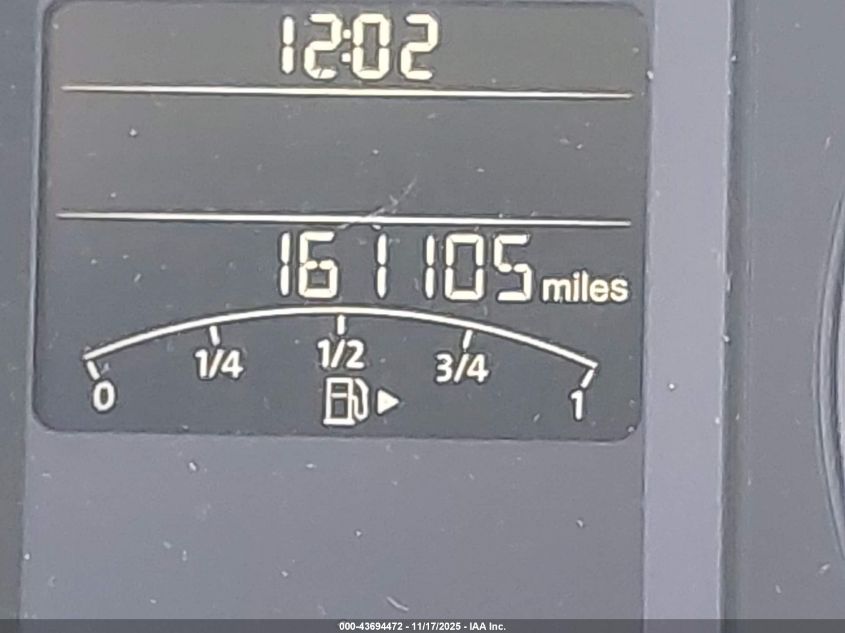 12:02
161105 miles
0 1/4 1/2 3/4 1
000-43694472 - 11/17/2025 - IAA Inc.